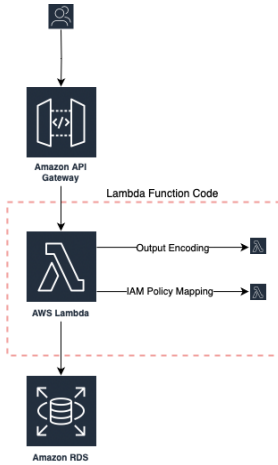 Amazon API
Gateway
Lambda Function Code
Output Encoding
IAM Policy Mapping
AWS Lambda
Amazon RDS